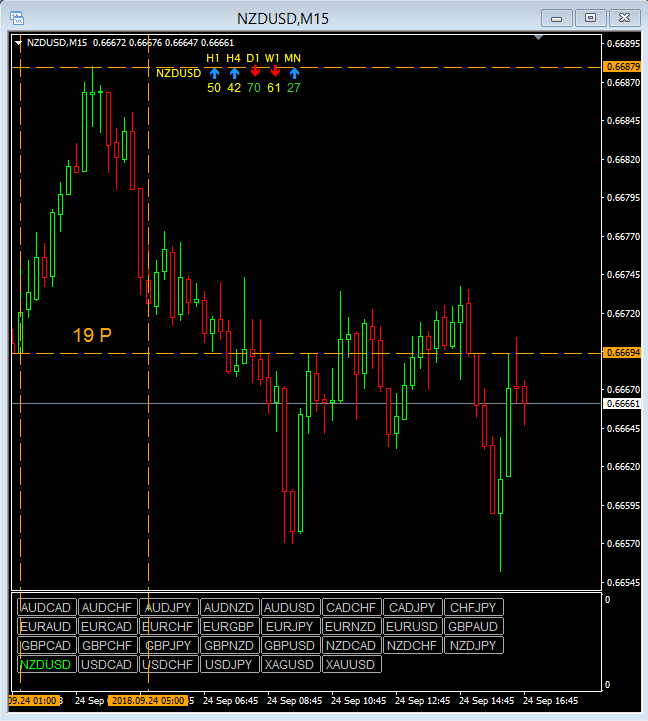 NZDUSD,M15
NZDUSD,M15 0.66672 0.66676 0.66647 0.66661
H1 H4 D1 W1 MN
NZDUSD
50 42 70 61 27
19 P
0.66895
0.66879
0.66870
0.66845
0.66820
0.66795
0.66770
0.66745
0.66720
0.66694
0.66670
0.66661
0.66645
0.66620
0.66595
0.66570
0.66545
0
AUDCAD AUDCHF AUDJPY AUDNZD AUDUSD CADCHF CADJPY CHFJPY
EURAUD EURCAD EURCHF EURGBP EURJPY EURNZD EURUSD GBPAUD
GBPCAD GBPCHF GBPJPY GBPNZD GBPUSD NZDCAD NZDCHF NZDJPY
NZDUSD USDCAD USDCHF USDJPY XAGUSD XAUUSD
0
09.24 01:00 3 24 Sep 2018.09.24 05:00 24 Sep 06:45 24 Sep 08:45 24 Sep 10:45 24 Sep 12:45 24 Sep 14:45 24 Sep 16:45